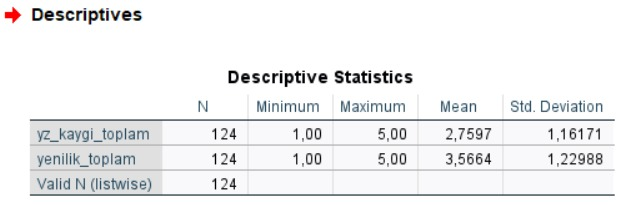 Descriptives
Descriptive Statistics
N Minimum Maximum Mean Std. Deviation
yz_kaygi_toplam 124 1,00 5,00 2,7597 1,16171
yenilik_toplam 124 1,00 5,00 3,5664 1,22988
Valid N (listwise) 124